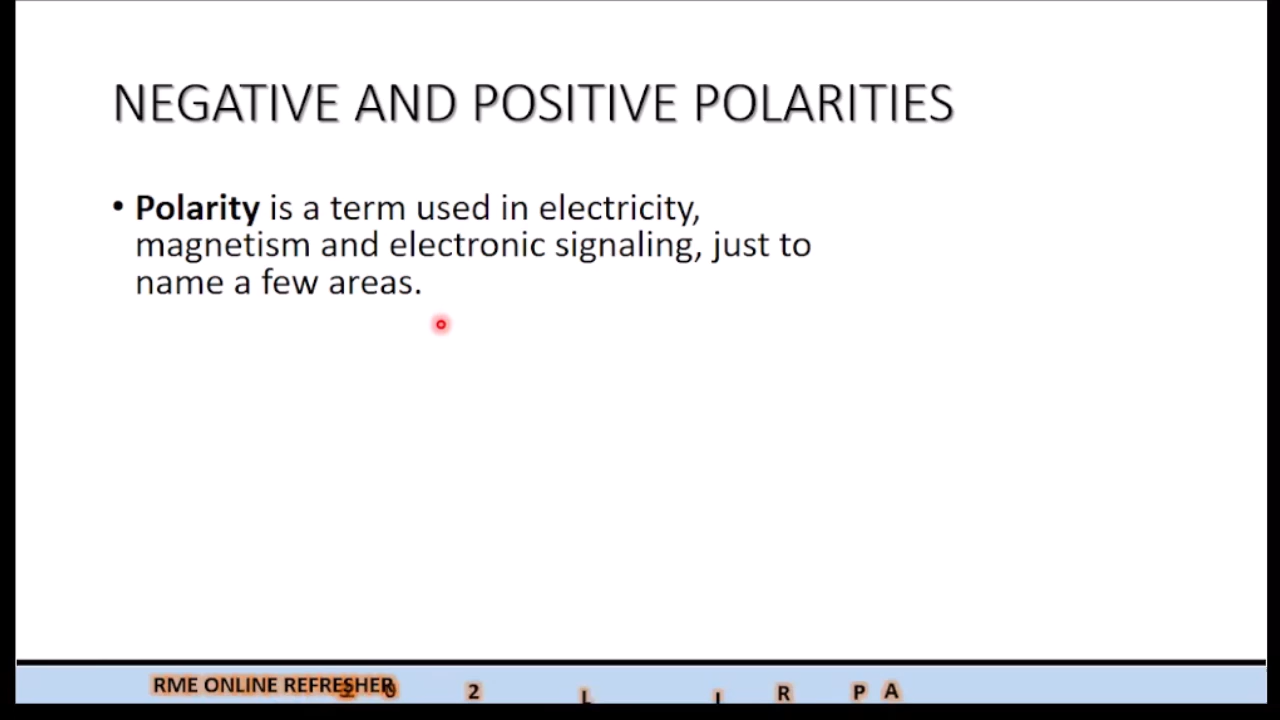 NEGATIVE AND POSITIVE POLARITIES
• Polarity is a term used in electricity,
magnetism and electronic signaling, just to
name a few areas.
RME ONLINE REFRESHER 2 L I R P A